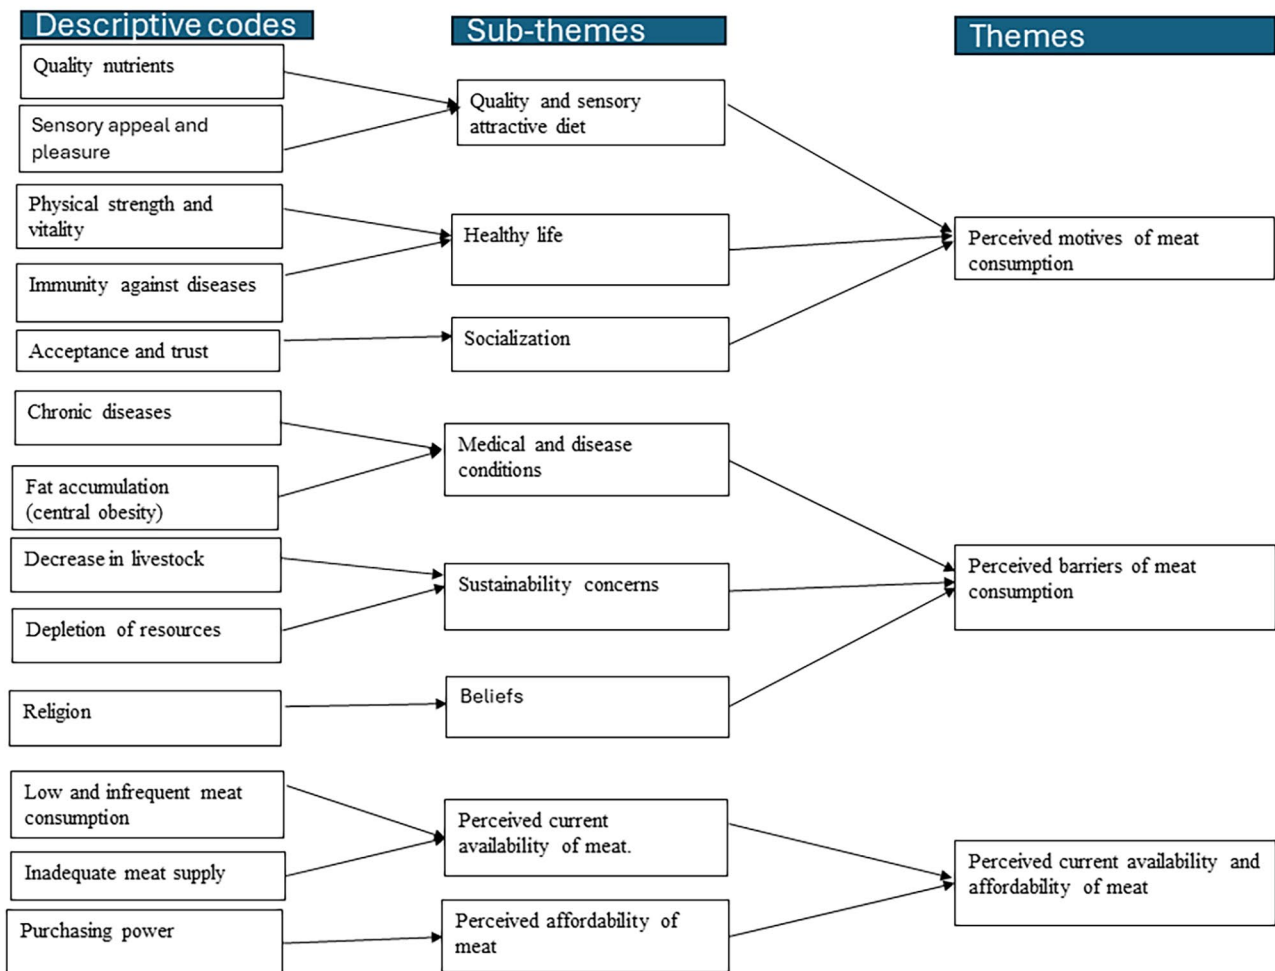 Descriptive codes
Sub-themes
Themes
Quality nutrients
Sensory appeal and
pleasure
Physical strength and
vitality
Immunity against diseases
Acceptance and trust
Chronic diseases
Fat accumulation
(central obesity)
Decrease in livestock
Depletion of resources
Religion
Low and infrequent meat
consumption
Inadequate meat supply
Purchasing power
Quality and sensory
attractive diet
Healthy life
Socialization
Medical and disease
conditions
Sustainability concerns
Beliefs
Perceived current
availability of meat.
Perceived affordability of
meat
Perceived motives of meat
consumption
Perceived barriers of meat
consumption
Perceived current availability and
affordability of meat